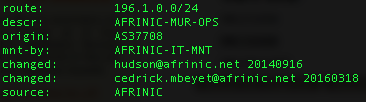 route: 196.1.0.0/24
descr: AFRINIC-MUR-OPS
origin: AS37708
mnt-by: AFRINIC-IT-MNT
changed: hudson@afrinic.net 20140916
changed: cedrick.mbeyet@afrinic.net 20160318
source: AFRINIC